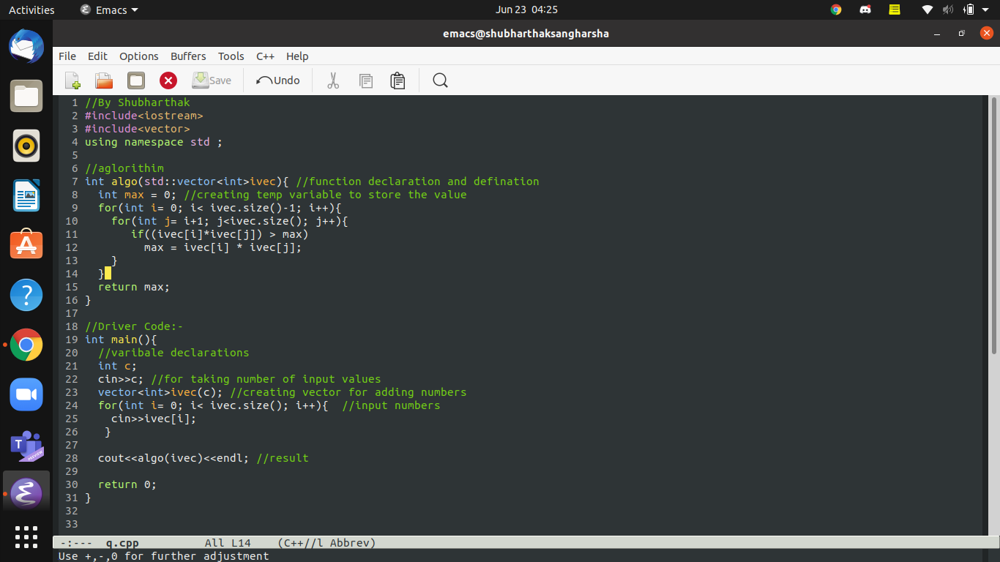 Activities Emacs Jun 23 04:25
emacs@shubharthaksangharsha
File Edit Options Buffers Tools C++ Help
Save Undo
1 //By Shubharthak
2 #include<iostream>
3 #include<vector>
4 using namespace std ;
5
6 //aglorithim
7 int algo(std::vector<int>ivec){ //function declaration and defination
8   int max = 0; //creating temp variable to store the value
9   for(int i= 0; i< ivec.size()-1; i++){
10     for(int j= i+1; j<ivec.size(); j++){
11        if((ivec[i]*ivec[j]) > max)
12          max = ivec[i] * ivec[j];
13     }
14   }
15   return max;
16 }
17
18 //Driver Code:-
19 int main(){
20   //varibale declarations
21   int c;
22   cin>>c; //for taking number of input values
23   vector<int>ivec(c); //creating vector for adding numbers
24   for(int i= 0; i< ivec.size(); i++){  //input numbers
25     cin>>ivec[i];
26    }
27
28   cout<<algo(ivec)<<endl; //result
29
30   return 0;
31 }
32
33
-:--- q.cpp All L14 (C++//l Abbrev)
Use +,-,0 for further adjustment
T
PREVIEW